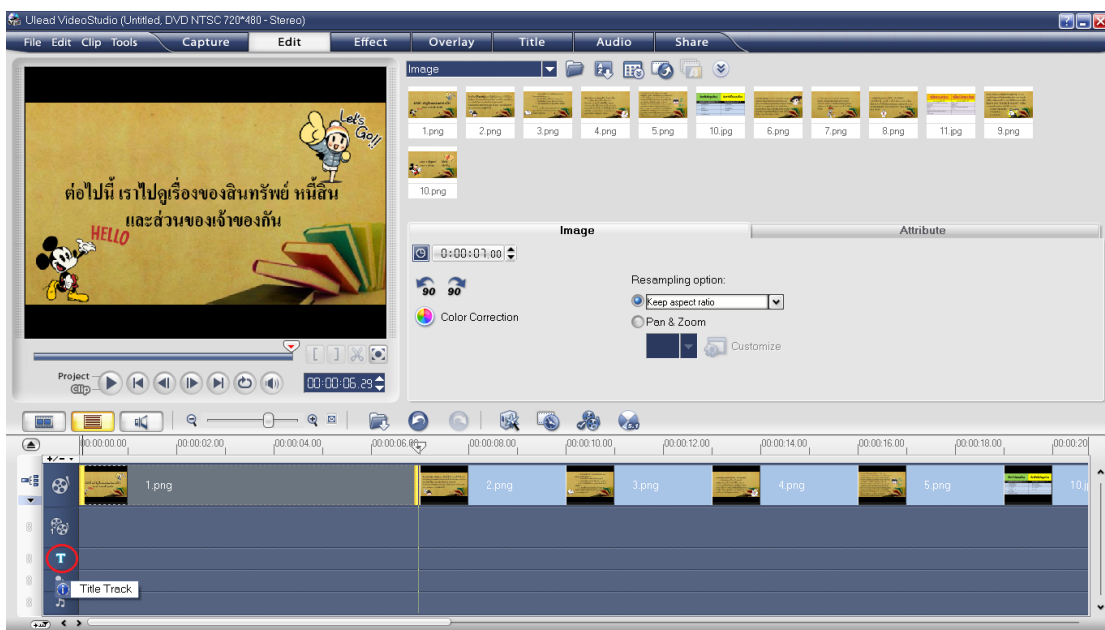 Ulead VideoStudio (Untitled, DVD NTSC 720*480 - Stereo)
File Edit Clip Tools Capture Edit Effect Overlay Title Audio Share
Image
Let's Go!!
ต่อไปนี้ เราไปดูเรื่องของสินทรัพย์ หนี้สิน
และส่วนของเจ้าของกัน
HELLO
1.png 2.png 3.png 4.png 5.png 10.jpg 6.png 7.png 8.png 11.jpg 9.png
10.png
Image Attribute
0:00:07.00
90 90
Color Correction
Resampling option:
Keep aspect ratio
Pan & Zoom
Customize
Project
00:00:06.29
00:00:00.00 00:00:02.00 00:00:04.00 00:00:06.00 00:00:08.00 00:00:10.00 00:00:12.00 00:00:14.00 00:00:16.00 00:00:18.00 00:00:20
1.png 2.png 3.png 4.png 5.png 10.j
T
Title Track